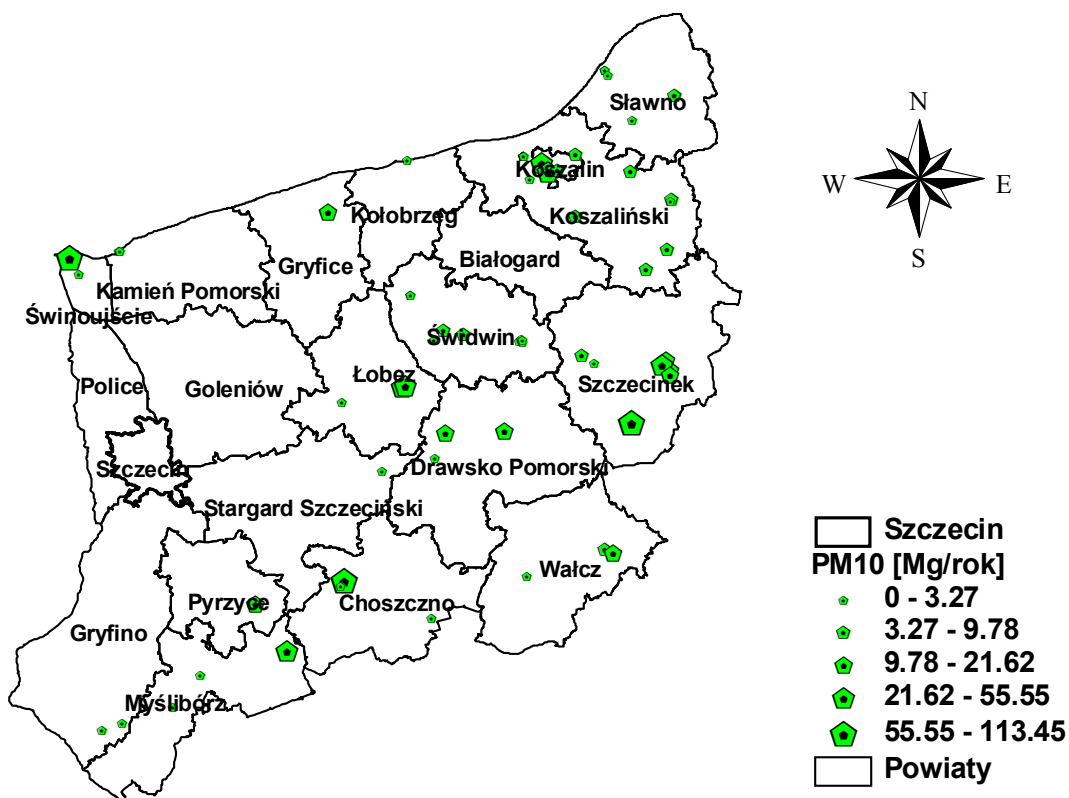 Sławno
N
Koszalin
W
E
Kołobrzeg
Koszaliński
S
Białogard
Gryfice
Kamień Pomorski
Świnoujście
Świdwin
Łobez
Police
Goleniów
Szczecinek
Szczecin
Drawsko Pomorski
Stargard Szczeciński
Szczecin
PM10 [Mg/rok]
Wałcz
0 - 3.27
Pyrzyce
Choszczno
3.27 - 9.78
Gryfino
9.78 - 21.62
Myślibórz
21.62 - 55.55
55.55 - 113.45
Powiaty